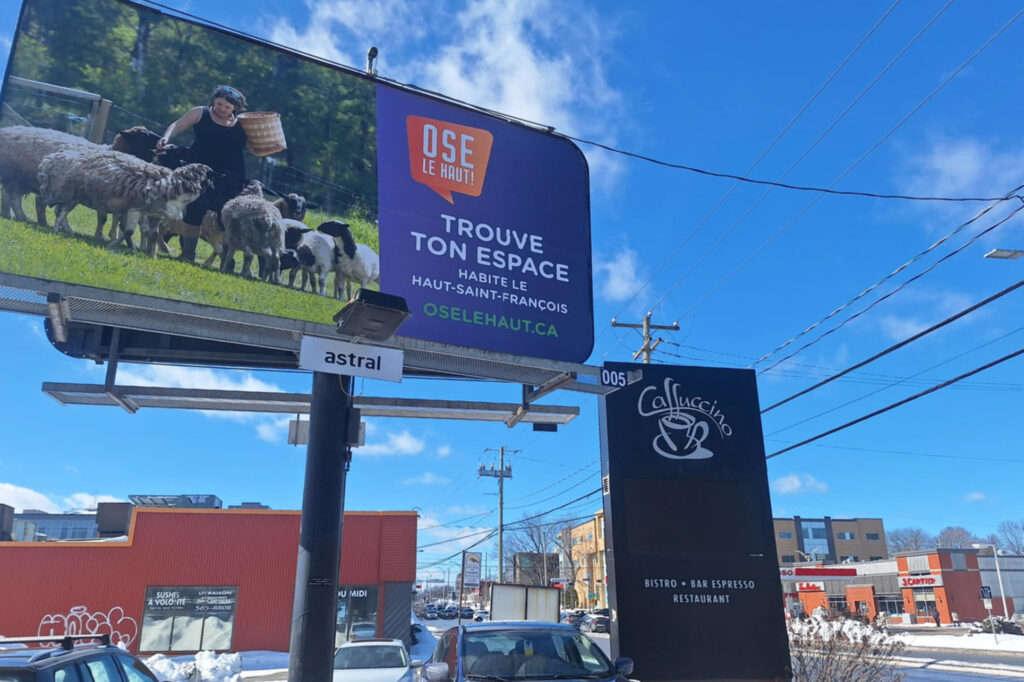 OSE
LE HAUT!
TROUVE
TON ESPACE
HABITE LE
HAUT-SAINT-FRANÇOIS
OSELEHAUT.CA
astral
005
Caffuccino
BISTRO • BAR ESPRESSO
RESTAURANT
SUSHIS
À VOLONTÉ
LIVRAISON
565-8808
MIDI